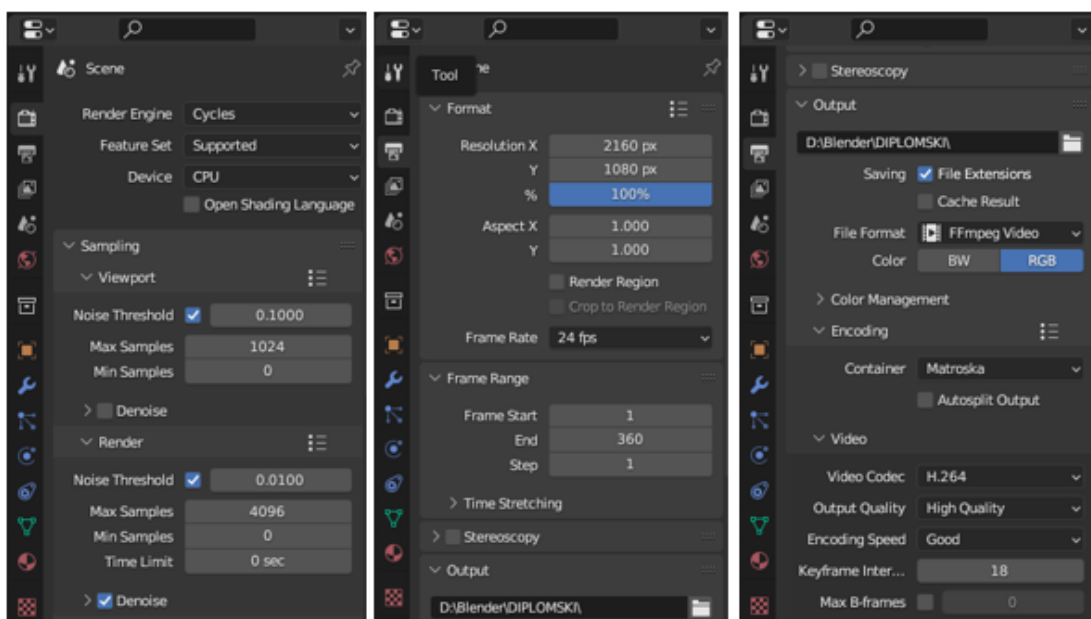 Scene
Render Engine Cycles
Feature Set Supported
Device CPU
Open Shading Language
Sampling
Viewport
Noise Threshold 0.1000
Max Samples 1024
Min Samples 0
Denoise
Render
Noise Threshold 0.0100
Max Samples 4096
Min Samples 0
Time Limit 0 sec
Denoise
Tool ne
Format
Resolution X 2160 px
Y 1080 px
% 100%
Aspect X 1.000
Y 1.000
Render Region
Crop to Render Region
Frame Rate 24 fps
Frame Range
Frame Start 1
End 360
Step 1
Time Stretching
Stereoscopy
Output
D:\Blender\DIPLOMSKI\
Stereoscopy
Output
D:\Blender\DIPLOMSKI\
Saving File Extensions
Cache Result
File Format FFmpeg Video
Color BW RGB
Color Management
Encoding
Container Matroska
Autosplit Output
Video
Video Codec H.264
Output Quality High Quality
Encoding Speed Good
Keyframe Inter... 18
Max B-frames 0